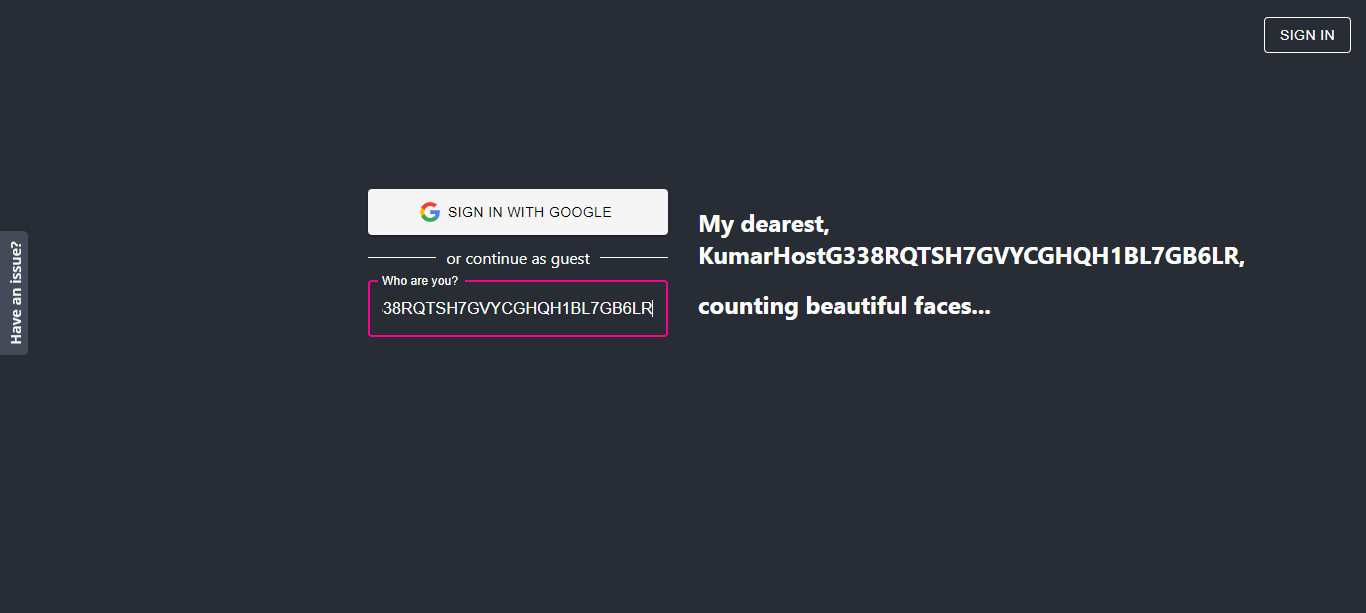 SIGN IN
SIGN IN WITH GOOGLE
or continue as guest
Who are you?
38RQTSH7GVYCGHQH1BL7GB6LR
My dearest,
KumarHostG338RQTSH7GVYCGHQH1BL7GB6LR,
counting beautiful faces...
Have an issue?